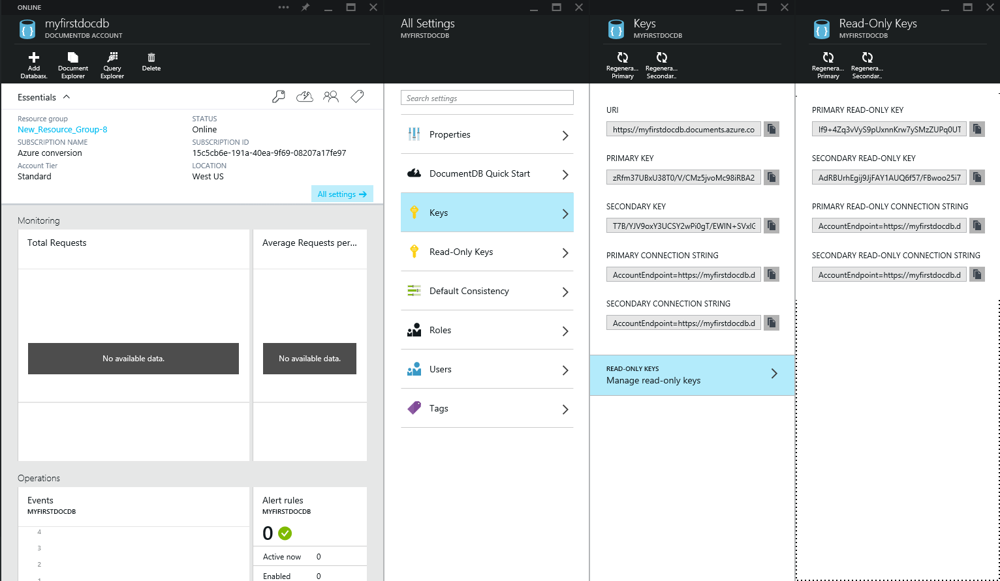 ONLINE
myfirstdocdb
DOCUMENTDB ACCOUNT
Add Databas..
Document Explorer
Query Explorer
Delete
Essentials
Resource group
New_Resource_Group-8
SUBSCRIPTION NAME
Azure conversion
Account Tier
Standard
STATUS
Online
SUBSCRIPTION ID
15c5cb6e-191a-40ea-9f69-08207a17fe97
LOCATION
West US
All settings
Monitoring
Total Requests
No available data.
Average Requests per...
No available data.
Operations
Events
MYFIRSTDOCDB
4
3
2
1
Alert rules
MYFIRSTDOCDB
0
Active now 0
Enabled 0
All Settings
MYFIRSTDOCDB
Search settings
Properties
DocumentDB Quick Start
Keys
Read-Only Keys
Default Consistency
Roles
Users
Tags
Keys
MYFIRSTDOCDB
Regenera... Primary
Regenera... Secondar..
URI
https://myfirstdocdb.documents.azure.co
PRIMARY KEY
zRfm37UBxU38T0/V/CMz5jvoMc98iRBA2
SECONDARY KEY
T7B/YJV9oxY3UCSY2wPi0gT/EWIN+SVxlG
PRIMARY CONNECTION STRING
AccountEndpoint=https://myfirstdocdb.d
SECONDARY CONNECTION STRING
AccountEndpoint=https://myfirstdocdb.d
READ-ONLY KEYS
Manage read-only keys
Read-Only Keys
MYFIRSTDOCDB
Regenera... Primary
Regenera... Secondar..
PRIMARY READ-ONLY KEY
If9+4Zq3vVyS9pUxnnKrw7ySMzZUPq0UT
SECONDARY READ-ONLY KEY
AdRBUrhEgij9JjFAY1AUQ6f57/FBwoo25i7
PRIMARY READ-ONLY CONNECTION STRING
AccountEndpoint=https://myfirstdocdb.d
SECONDARY READ-ONLY CONNECTION STRING
AccountEndpoint=https://myfirstdocdb.d